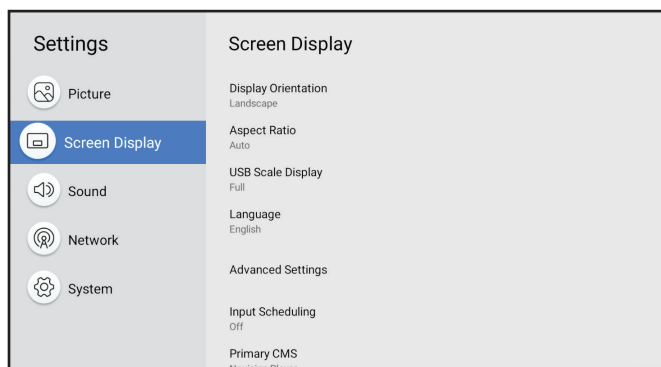 Settings
Picture
Screen Display
Sound
Network
System
Screen Display
Display Orientation
Landscape
Aspect Ratio
Auto
USB Scale Display
Full
Language
English
Advanced Settings
Input Scheduling
Off
Primary CMS